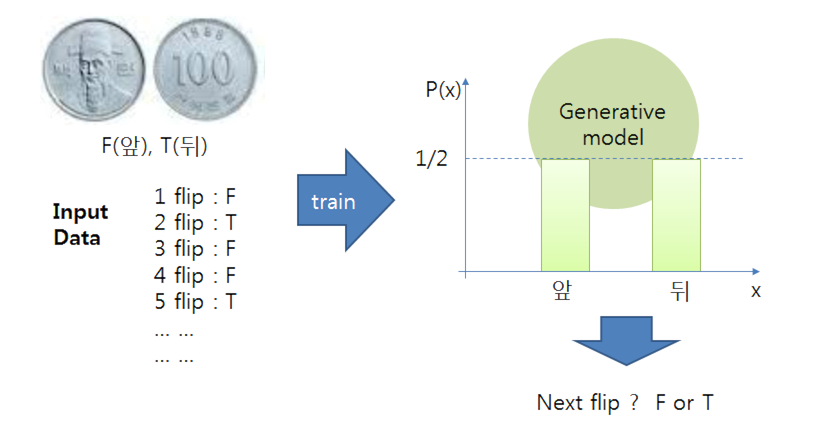 1988
100
F(앞), T(뒤)
Input
Data
1 flip : F
2 flip : T
3 flip : F
4 flip : F
5 flip : T
... ...
... ...
train
P(x)
Generative
model
1/2
앞
뒤
x
Next flip ? F or T